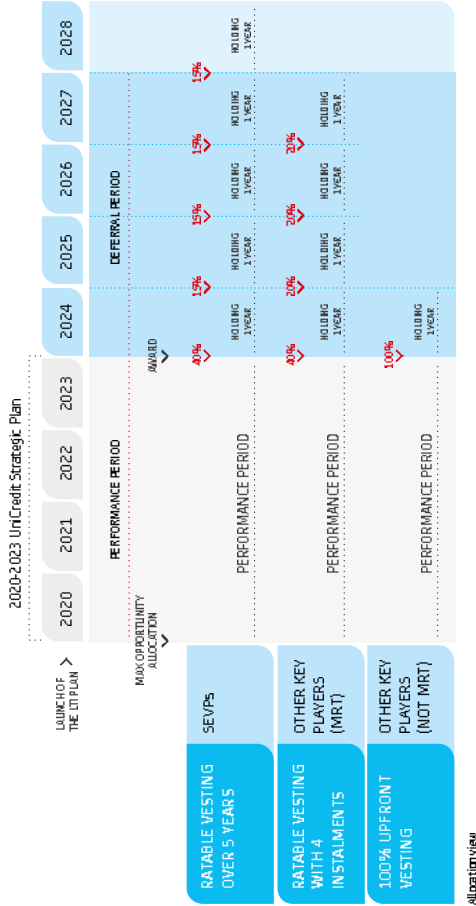 2020-2023 UniCredit Strategic Plan
LAUNCH OF
THE LTI PLAN
2020
2021
2022
2023
2024
2025
2026
2027
2028
PERFORMANCE PERIOD
DEFERRAL PERIOD
MAX OPPORTUNITY
ALLOCATION
AWARD
RATABLE VESTING
OVER 5 YEARS
SEVPs
PERFORMANCE PERIOD
40%
15%
15%
15%
15%
HOLDING
1 YEAR
HOLDING
1 YEAR
HOLDING
1 YEAR
HOLDING
1 YEAR
HOLDING
1 YEAR
RATABLE VESTING
WITH 4
INSTALMENTS
OTHER KEY
PLAYERS
(MRT)
PERFORMANCE PERIOD
40%
20%
20%
20%
HOLDING
1 YEAR
HOLDING
1 YEAR
HOLDING
1 YEAR
HOLDING
1 YEAR
100% UPFRONT
VESTING
OTHER KEY
PLAYERS
(NOT MRT)
PERFORMANCE PERIOD
100%
HOLDING
1 YEAR
allocation view